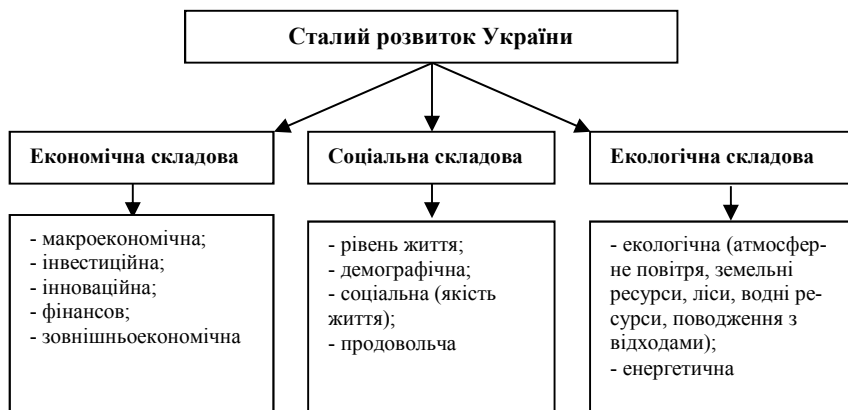 Сталий розвиток України
Економічна складова
Соціальна складова
Екологічна складова
- макроекономічна;
- інвестиційна;
- інноваційна;
- фінансов;
- зовнішньоекономічна
- рівень життя;
- демографічна;
- соціальна (якість
життя);
- продовольча
- екологічна (атмосфер-
не повітря, земельні
ресурси, ліси, водні ре-
сурси, поводження з
відходами);
- енергетична